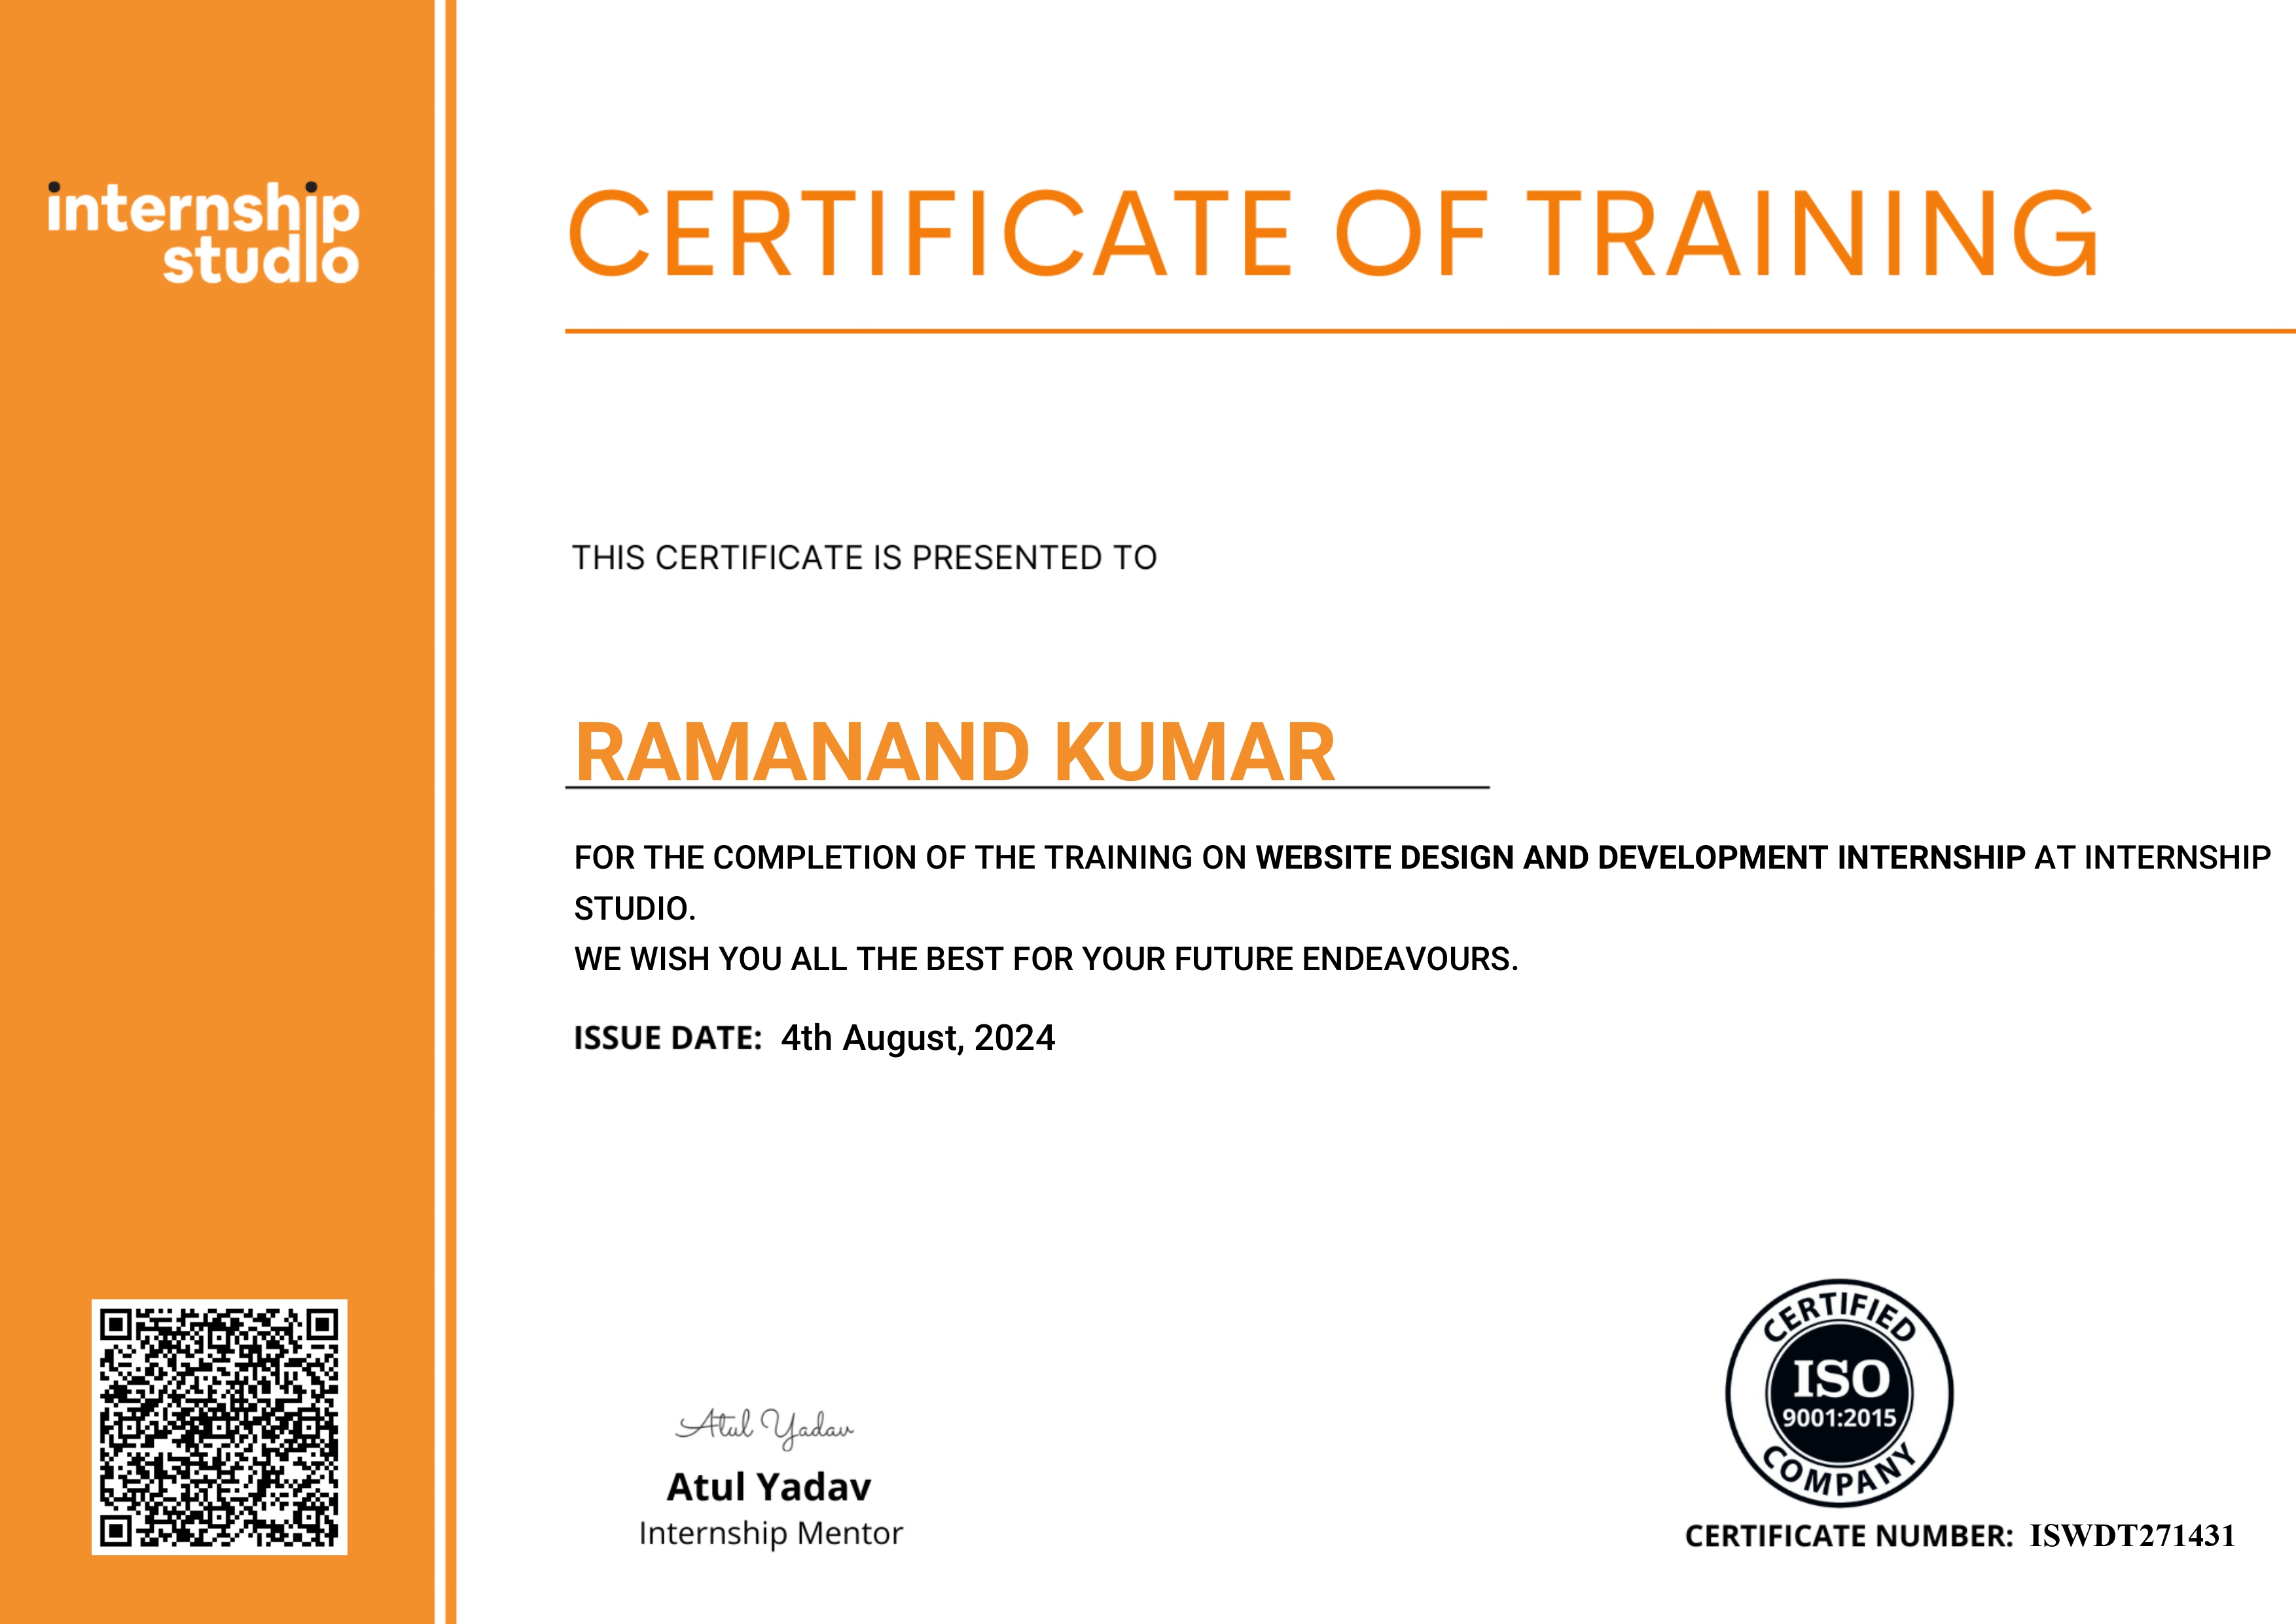 internship
studio
CERTIFICATE OF TRAINING
THIS CERTIFICATE IS PRESENTED TO
RAMANAND KUMAR
FOR THE COMPLETION OF THE TRAINING ON WEBSITE DESIGN AND DEVELOPMENT INTERNSHIP AT INTERNSHIP
STUDIO.
WE WISH YOU ALL THE BEST FOR YOUR FUTURE ENDEAVOURS.
ISSUE DATE: 4th August, 2024
Atul Yadav
Atul Yadav
Internship Mentor
CERTIFIED
ISO
9001:2015
COMPANY
CERTIFICATE NUMBER: ISWDT271431